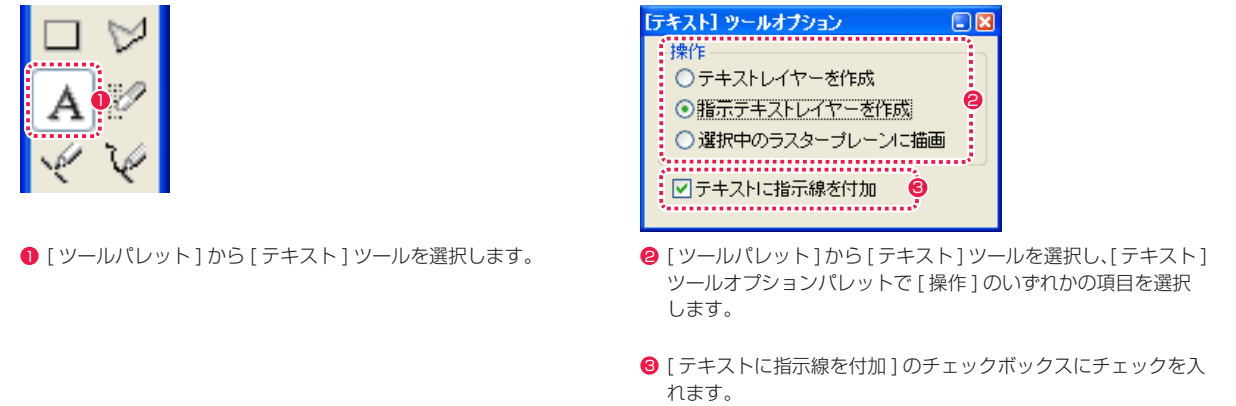 A
❶
❶ [ ツールパレット ] から [ テキスト ] ツールを選択します。
[テキスト] ツールオプション
操作
テキストレイヤーを作成
指示テキストレイヤーを作成
選択中のラスタープレーンに描画
❷
テキストに指示線を付加
❸
❷ [ ツールパレット ] から [ テキスト ] ツールを選択し、[ テキスト ]
ツールオプションパレットで [ 操作 ] のいずれかの項目を選択
します。
❸ [ テキストに指示線を付加 ] のチェックボックスにチェックを入
れます。